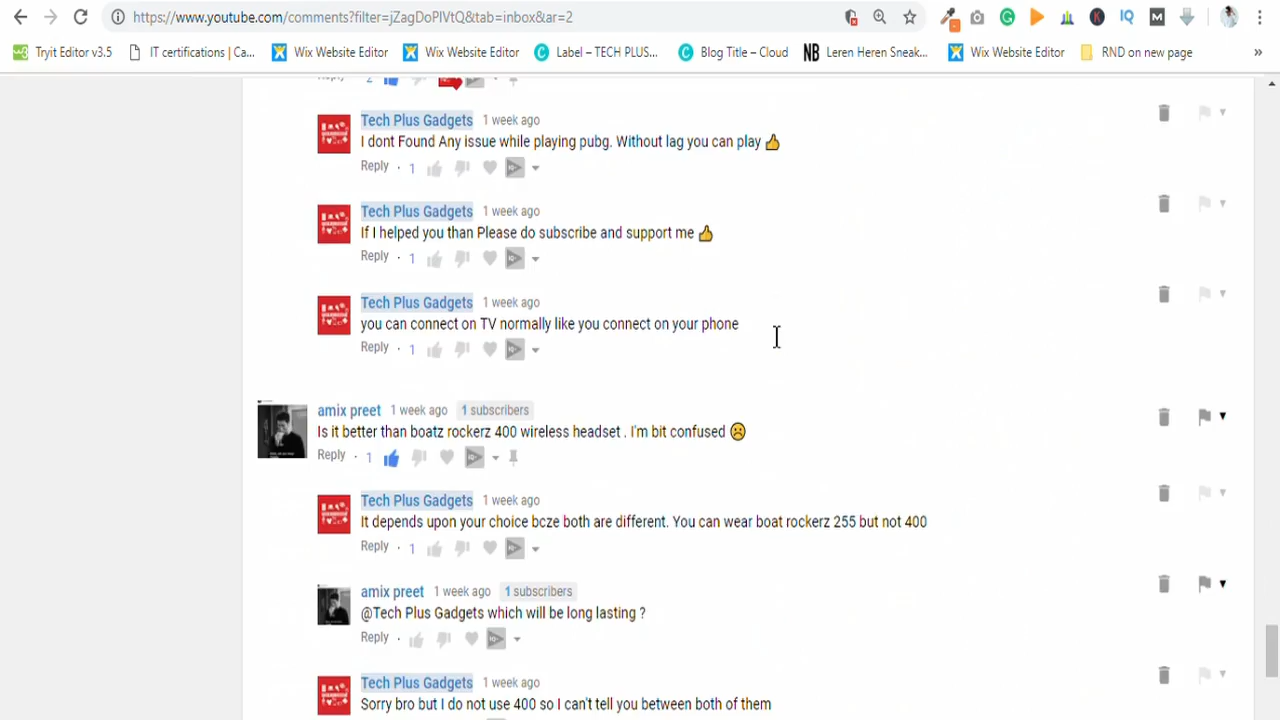 https://www.youtube.com/comments?filter=jZagDoPIVtQ&tab=inbox&ar=2
Tryit Editor v3.5 IT certifications | Ca... Wix Website Editor Wix Website Editor Label – TECH PLUS... Blog Title – Cloud Leren Heren Sneak... Wix Website Editor RND on new page »
2
Tech Plus Gadgets 1 week ago
I dont Found Any issue while playing pubg. Without lag you can play 👍
Reply · 1
Tech Plus Gadgets 1 week ago
If I helped you than Please do subscribe and support me 👍
Reply · 1
Tech Plus Gadgets 1 week ago
you can connect on TV normally like you connect on your phone
Reply · 1
amix preet 1 week ago 1 subscribers
Is it better than boatz rockerz 400 wireless headset . I'm bit confused ☹️
Reply · 1
Tech Plus Gadgets 1 week ago
It depends upon your choice bcze both are different. You can wear boat rockerz 255 but not 400
Reply · 1
amix preet 1 week ago 1 subscribers
@Tech Plus Gadgets which will be long lasting ?
Reply ·
Tech Plus Gadgets 1 week ago
Sorry bro but I do not use 400 so I can't tell you between both of them